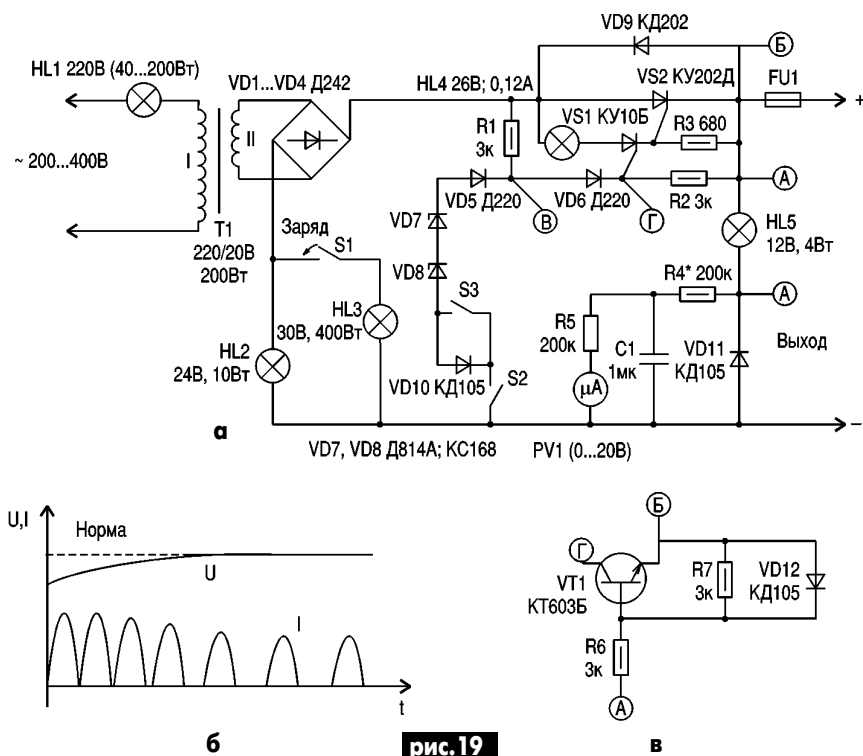 VD9 КД202
Б
HL1 220В (40...200Вт)
VD1...VD4 Д242
HL4 26В; 0,12А
VS2 КУ202Д
FU1
+
VS1 КУ10Б
R1
3к
R3 680
I
II
~ 200...400В
VD5 Д220
VD6 Д220
R2 3к
А
В
Г
T1
220/20В
200Вт
Заряд
S1
VD7
VD8
HL5
12В, 4Вт
R4* 200к
А
S3
HL3
30В, 400Вт
R5
200к
C1
1мк
VD11
КД105
Выход
HL2
24В, 10Вт
VD10 КД105
S2
µA
–
а
VD7, VD8 Д814А; КС168
PV1 (0...20В)
U,I
Норма
U
I
t
б
Б
Г
VT1
КТ603Б
R7
3к
VD12
КД105
R6
3к
А
в
рис.19